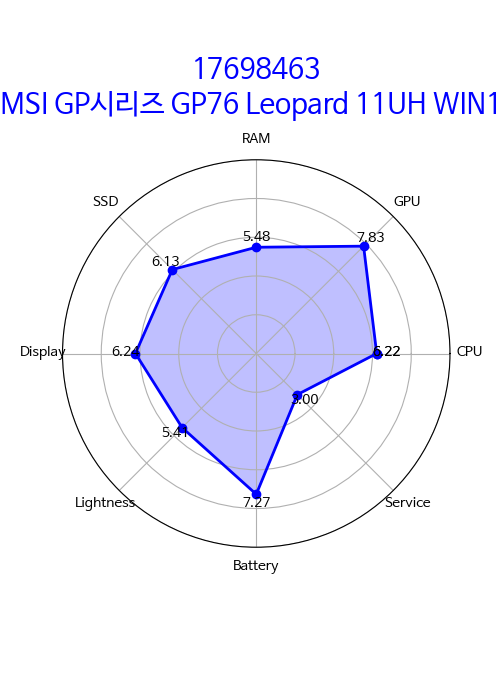 17698463
MSI GP시리즈 GP76 Leopard 11UH WIN1
RAM
SSD
GPU
5.48
7.83
6.13
Display
6.24
6.22
CPU
5.41
3.00
Lightness
7.27
Service
Battery